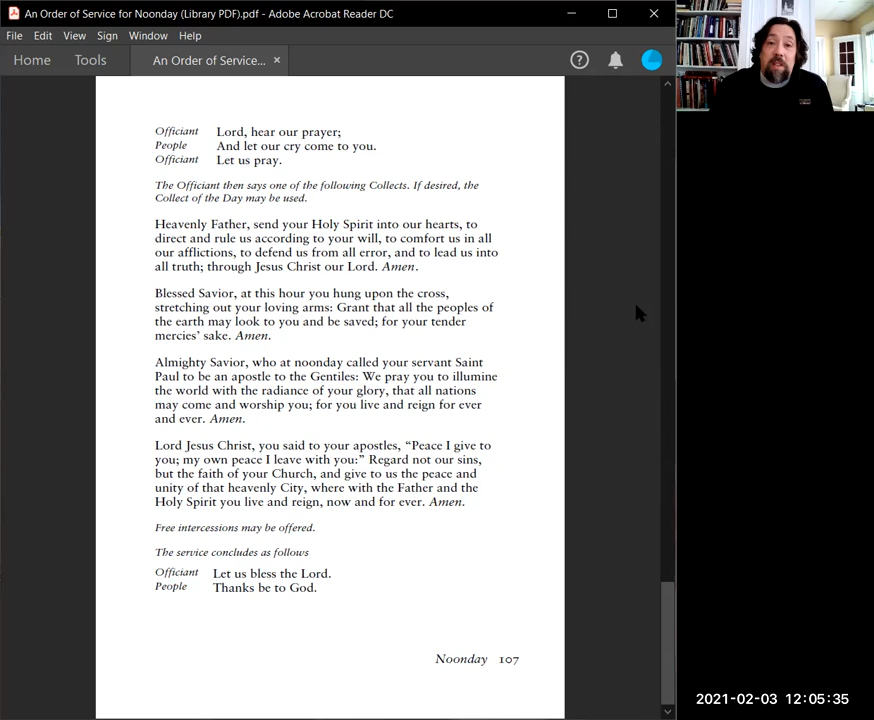 An Order of Service for Noonday (Library PDF).pdf - Adobe Acrobat Reader DC
File Edit View Sign Window Help
Home Tools An Order of Service... ×
Officiant Lord, hear our prayer;
People And let our cry come to you.
Officiant Let us pray.
The Officiant then says one of the following Collects. If desired, the
Collect of the Day may be used.
Heavenly Father, send your Holy Spirit into our hearts, to
direct and rule us according to your will, to comfort us in all
our afflictions, to defend us from all error, and to lead us into
all truth; through Jesus Christ our Lord. Amen.
Blessed Savior, at this hour you hung upon the cross,
stretching out your loving arms: Grant that all the peoples of
the earth may look to you and be saved; for your tender
mercies’ sake. Amen.
Almighty Savior, who at noonday called your servant Saint
Paul to be an apostle to the Gentiles: We pray you to illumine
the world with the radiance of your glory, that all nations
may come and worship you; for you live and reign for ever
and ever. Amen.
Lord Jesus Christ, you said to your apostles, “Peace I give to
you; my own peace I leave with you:” Regard not our sins,
but the faith of your Church, and give to us the peace and
unity of that heavenly City, where with the Father and the
Holy Spirit you live and reign, now and for ever. Amen.
Free intercessions may be offered.
The service concludes as follows
Officiant Let us bless the Lord.
People Thanks be to God.
Noonday 107
2021-02-03 12:05:35